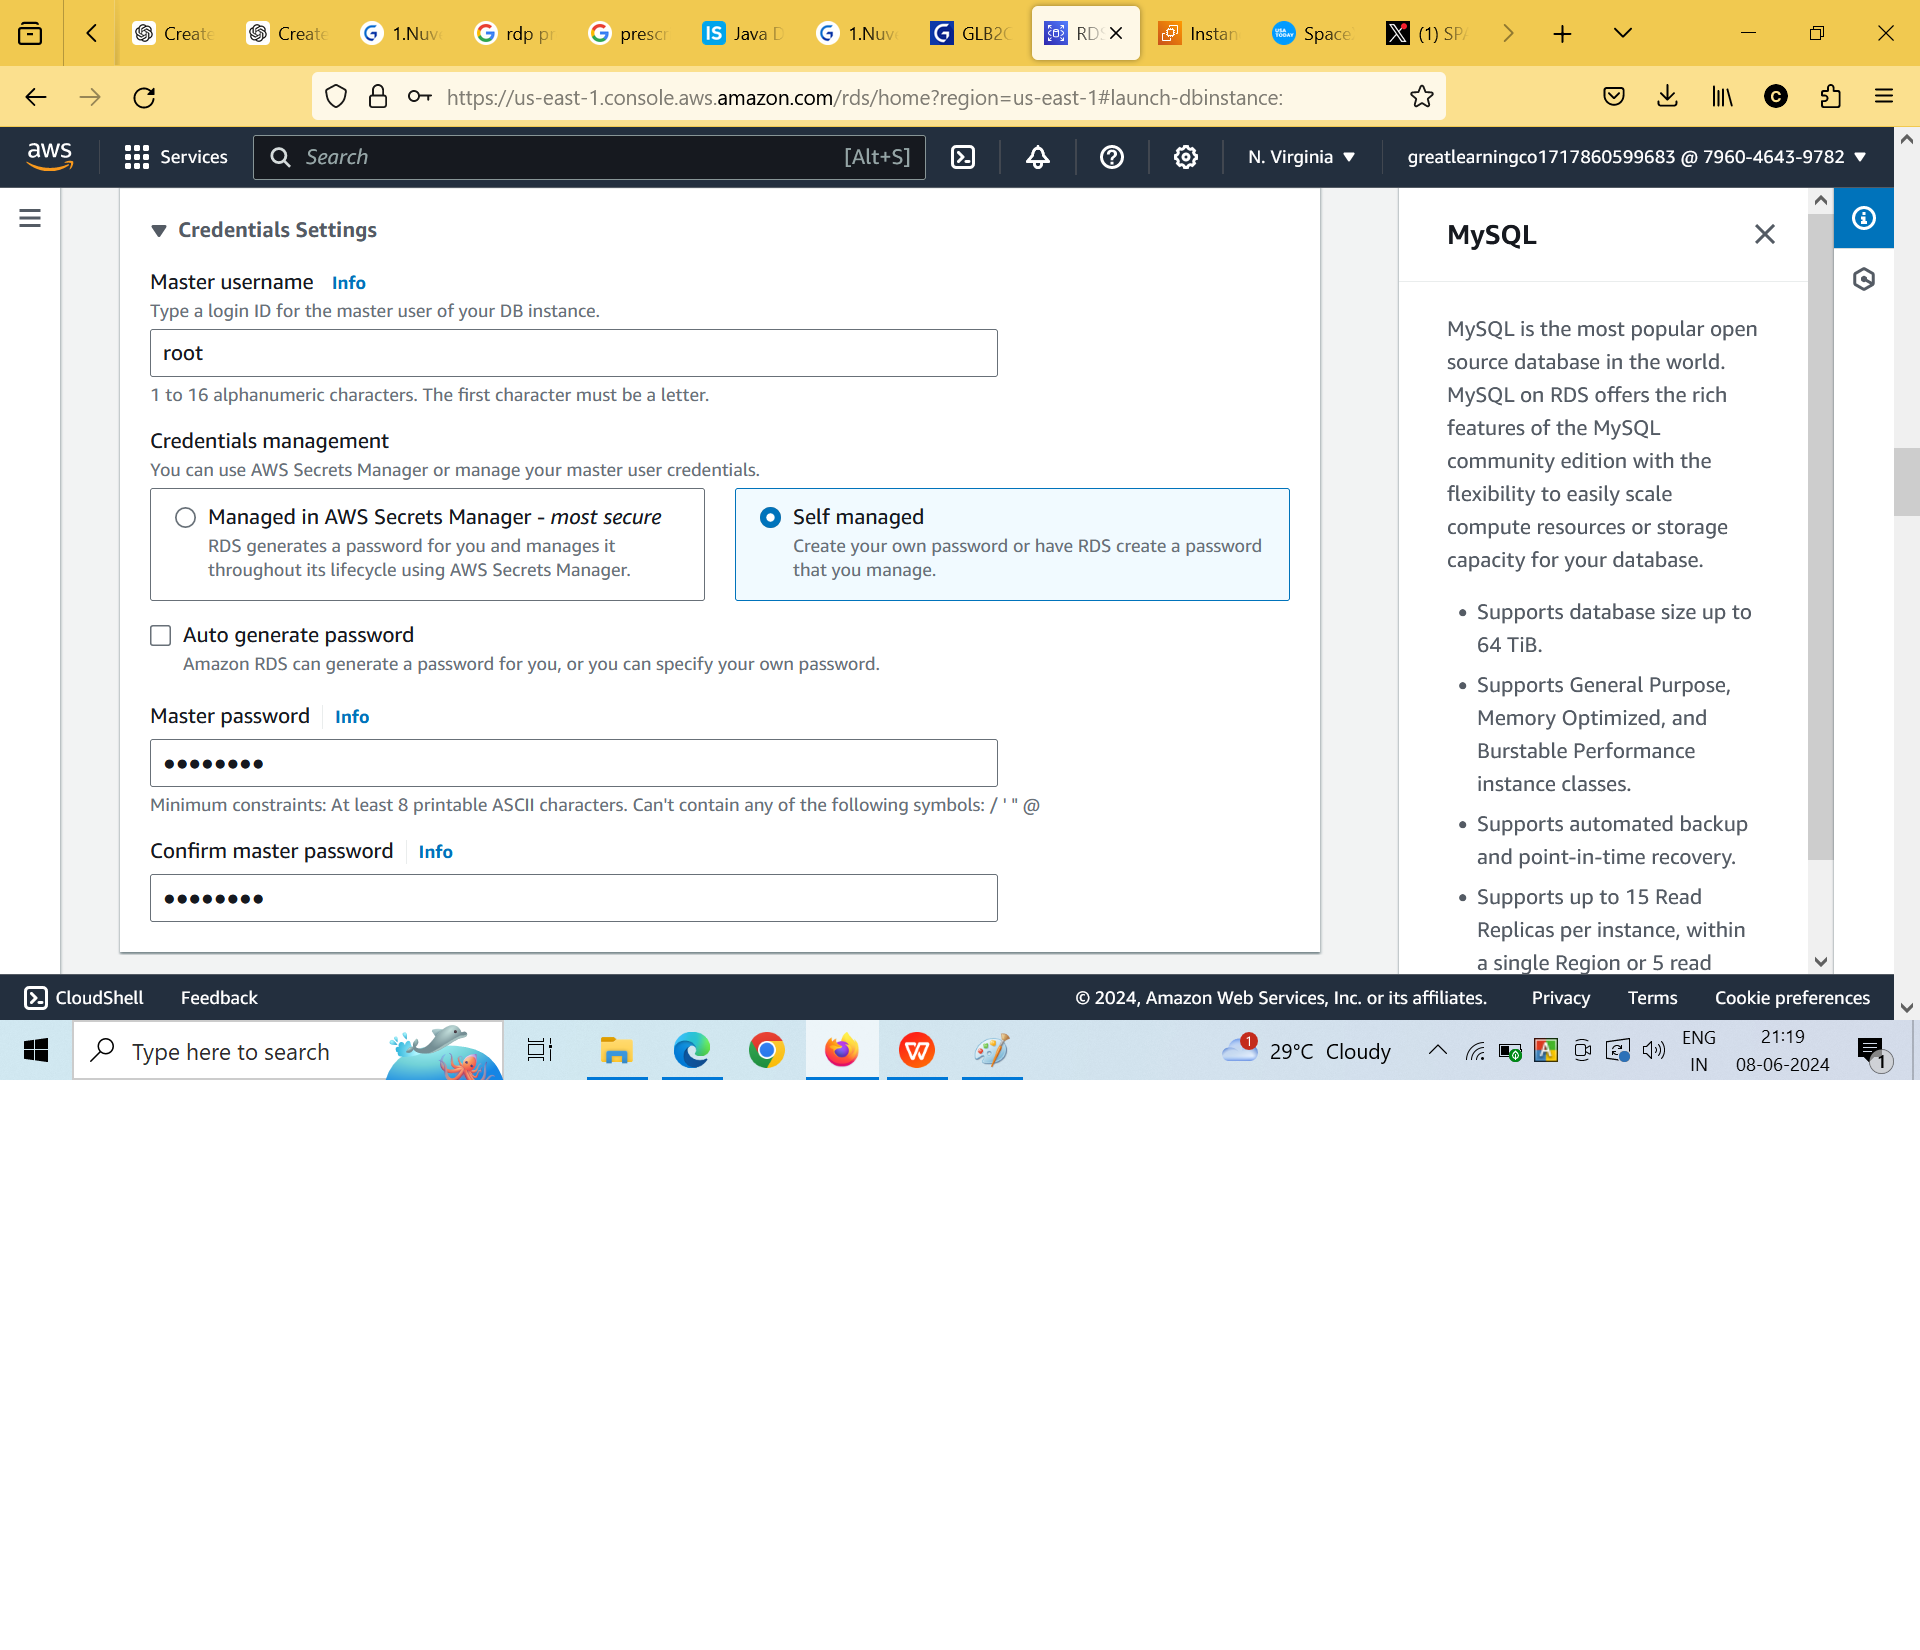 Create
Create
1.Nuv
rdp pr
prescr
Java D
1.Nuv
GLB2C
RDS
Instan
Space
(1) SPA
https://us-east-1.console.aws.amazon.com/rds/home?region=us-east-1#launch-dbinstance:
aws
Services
Search
[Alt+S]
N. Virginia
greatlearningco1717860599683 @ 7960-4643-9782
Credentials Settings
Master username Info
Type a login ID for the master user of your DB instance.
root
1 to 16 alphanumeric characters. The first character must be a letter.
Credentials management
You can use AWS Secrets Manager or manage your master user credentials.
Managed in AWS Secrets Manager - most secure
RDS generates a password for you and manages it
throughout its lifecycle using AWS Secrets Manager.
Self managed
Create your own password or have RDS create a password
that you manage.
Auto generate password
Amazon RDS can generate a password for you, or you can specify your own password.
Master password Info
••••••••
Minimum constraints: At least 8 printable ASCII characters. Can't contain any of the following symbols: / ' " @
Confirm master password Info
••••••••
MySQL
MySQL is the most popular open
source database in the world.
MySQL on RDS offers the rich
features of the MySQL
community edition with the
flexibility to easily scale
compute resources or storage
capacity for your database.
• Supports database size up to
64 TiB.
• Supports General Purpose,
Memory Optimized, and
Burstable Performance
instance classes.
• Supports automated backup
and point-in-time recovery.
• Supports up to 15 Read
Replicas per instance, within
a single Region or 5 read
CloudShell
Feedback
© 2024, Amazon Web Services, Inc. or its affiliates.
Privacy
Terms
Cookie preferences
Type here to search
1
29°C Cloudy
ENG
IN
21:19
08-06-2024
1